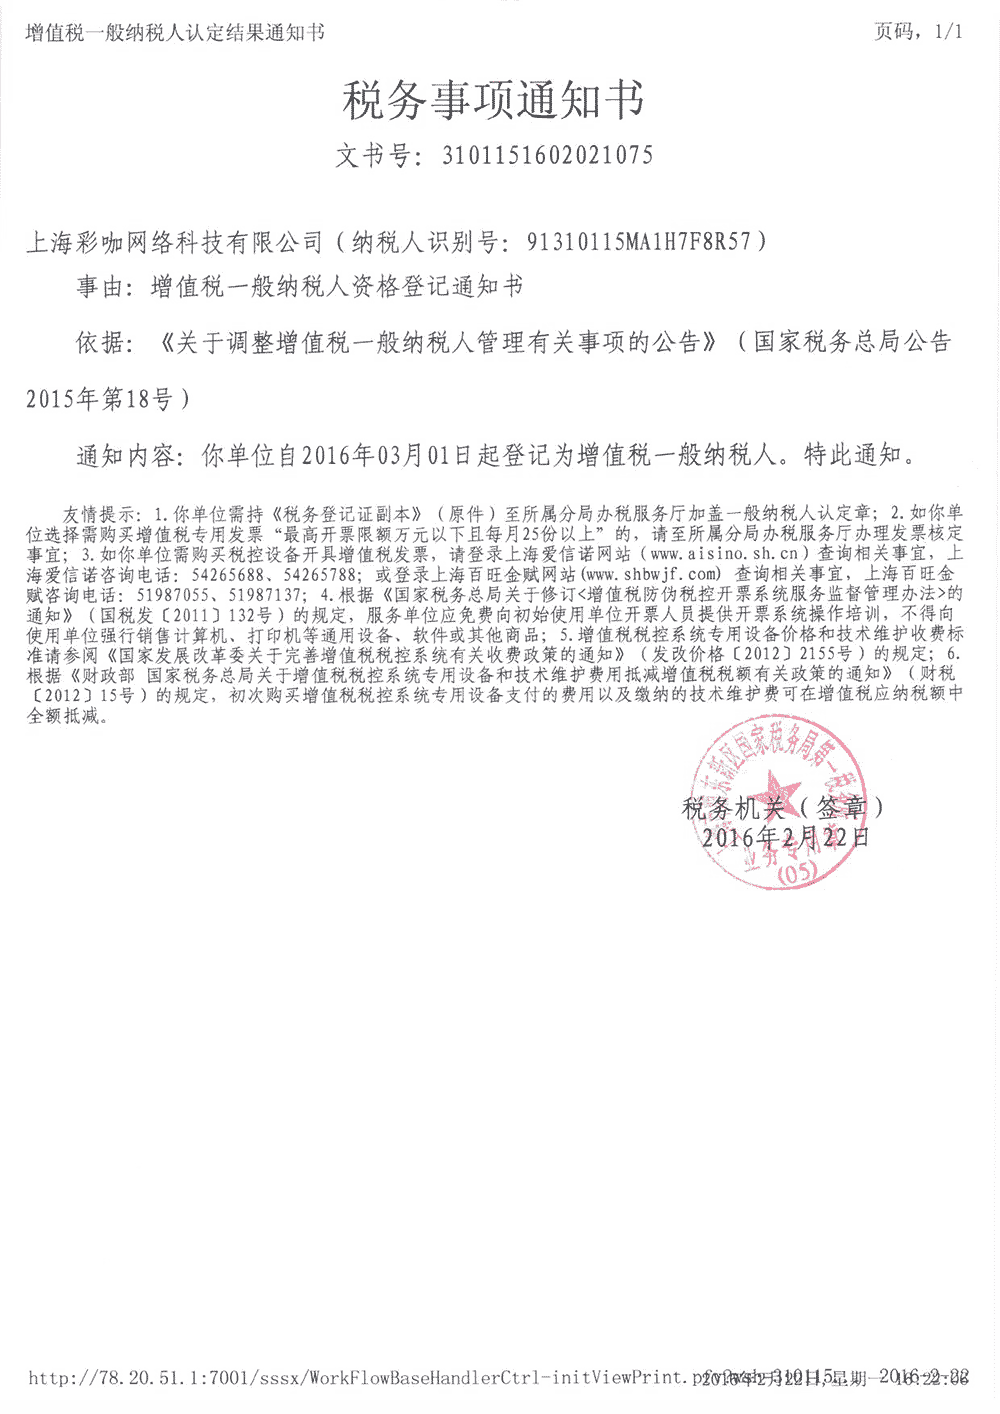 增值税一般纳税人认定结果通知书
页码，1/1
税务事项通知书
文书号：3101151602021075
上海彩咖网络科技有限公司（纳税人识别号：91310115MA1H7F8R57）
事由：增值税一般纳税人资格登记通知书
依据：《关于调整增值税一般纳税人管理有关事项的公告》（国家税务总局公告
2015年第18号）
通知内容：你单位自2016年03月01日起登记为增值税一般纳税人。特此通知。
友情提示：1.你单位需持《税务登记证副本》（原件）至所属分局办税服务厅加盖一般纳税人认定章；2.如你单
位选择需购买增值税专用发票“最高开票限额万元以下且每月25份以上”的，请至所属分局办税服务厅办理发票核定
事宜；3.如你单位需购买税控设备开具增值税发票，请登录上海爱信诺网站（www.aisino.sh.cn）查询相关事宜，上
海爱信诺咨询电话：54265688、54265788；或登录上海百旺金赋网站(www.shbwjf.com) 查询相关事宜，上海百旺金
赋咨询电话：51987055、51987137；4.根据《国家税务总局关于修订<增值税防伪税控开票系统服务监督管理办法>的
通知》（国税发〔2011〕132号）的规定，服务单位应免费向初始使用单位开票人员提供开票系统操作培训，不得向
使用单位强行销售计算机、打印机等通用设备、软件或其他商品；5.增值税税控系统专用设备价格和技术维护收费标
准请参阅《国家发展改革委关于完善增值税税控系统有关收费政策的通知》（发改价格〔2012〕2155号）的规定；6.
根据《财政部 国家税务总局关于增值税税控系统专用设备和技术维护费用抵减增值税税额有关政策的通知》（财税
〔2012〕15号）的规定，初次购买增值税税控系统专用设备支付的费用以及缴纳的技术维护费可在增值税应纳税额中
全额抵减。
东新区国家税务局第一税务
税务机关（签章）
2016年2月22日
业务专用章
(05)
http://78.20.51.1:7001/sssx/WorkFlowBaseHandlerCtrl-initViewPrint.pfv?wsh=310115... 2016-2-22
2016年2月22日,星期一